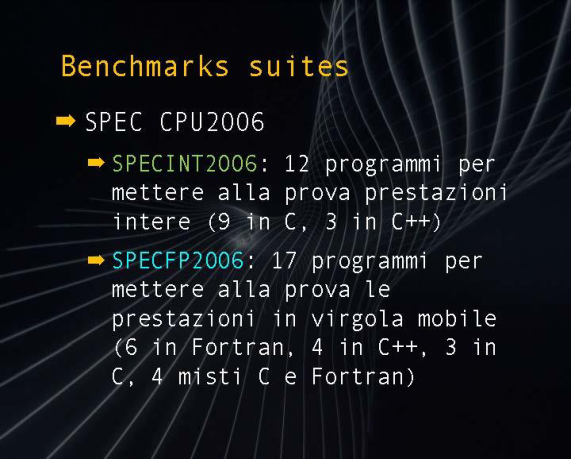 Benchmarks suites
SPEC CPU2006
SPECINT2006: 12 programmi per
mettere alla prova prestazioni
intere (9 in C, 3 in C++)
SPECFP2006: 17 programmi per
mettere alla prova le
prestazioni in virgola mobile
(6 in Fortran, 4 in C++, 3 in
C, 4 misti C e Fortran)